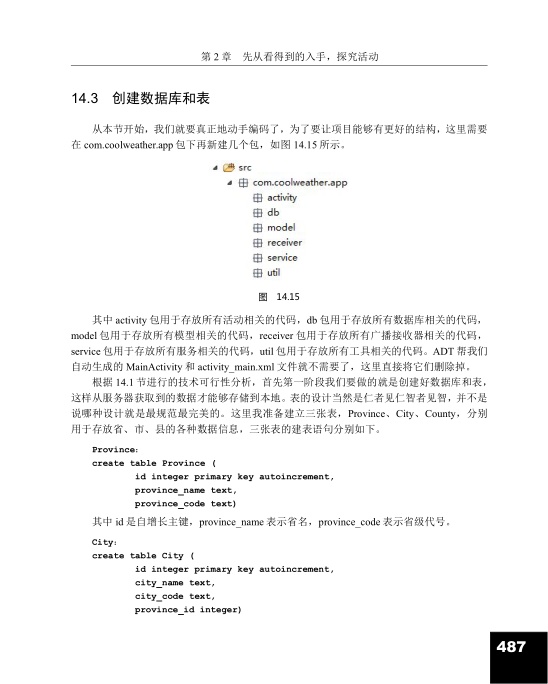 第 2 章 先从看得到的入手，探究活动
14.3 创建数据库和表
从本节开始，我们就要真正地动手编码了，为了要让项目能够有更好的结构，这里需要
在 com.coolweather.app 包下再新建几个包，如图 14.15 所示。
src
com.coolweather.app
activity
db
model
receiver
service
util
图 14.15
其中 activity 包用于存放所有活动相关的代码，db 包用于存放所有数据库相关的代码，
model 包用于存放所有模型相关的代码，receiver 包用于存放所有广播接收器相关的代码，
service 包用于存放所有服务相关的代码，util 包用于存放所有工具相关的代码。ADT 帮我们
自动生成的 MainActivity 和 activity_main.xml 文件就不需要了，这里直接将它们删除掉。
根据 14.1 节进行的技术可行性分析，首先第一阶段我们要做的就是创建好数据库和表，
这样从服务器获取到的数据才能够存储到本地。表的设计当然是仁者见仁智者见智，并不是
说哪种设计就是最规范最完美的。这里我准备建立三张表，Province、City、County，分别
用于存放省、市、县的各种数据信息，三张表的建表语句分别如下。
Province：
create table Province (
id integer primary key autoincrement,
province_name text,
province_code text)
其中 id 是自增长主键，province_name 表示省名，province_code 表示省级代号。
City：
create table City (
id integer primary key autoincrement,
city_name text,
city_code text,
province_id integer)
487